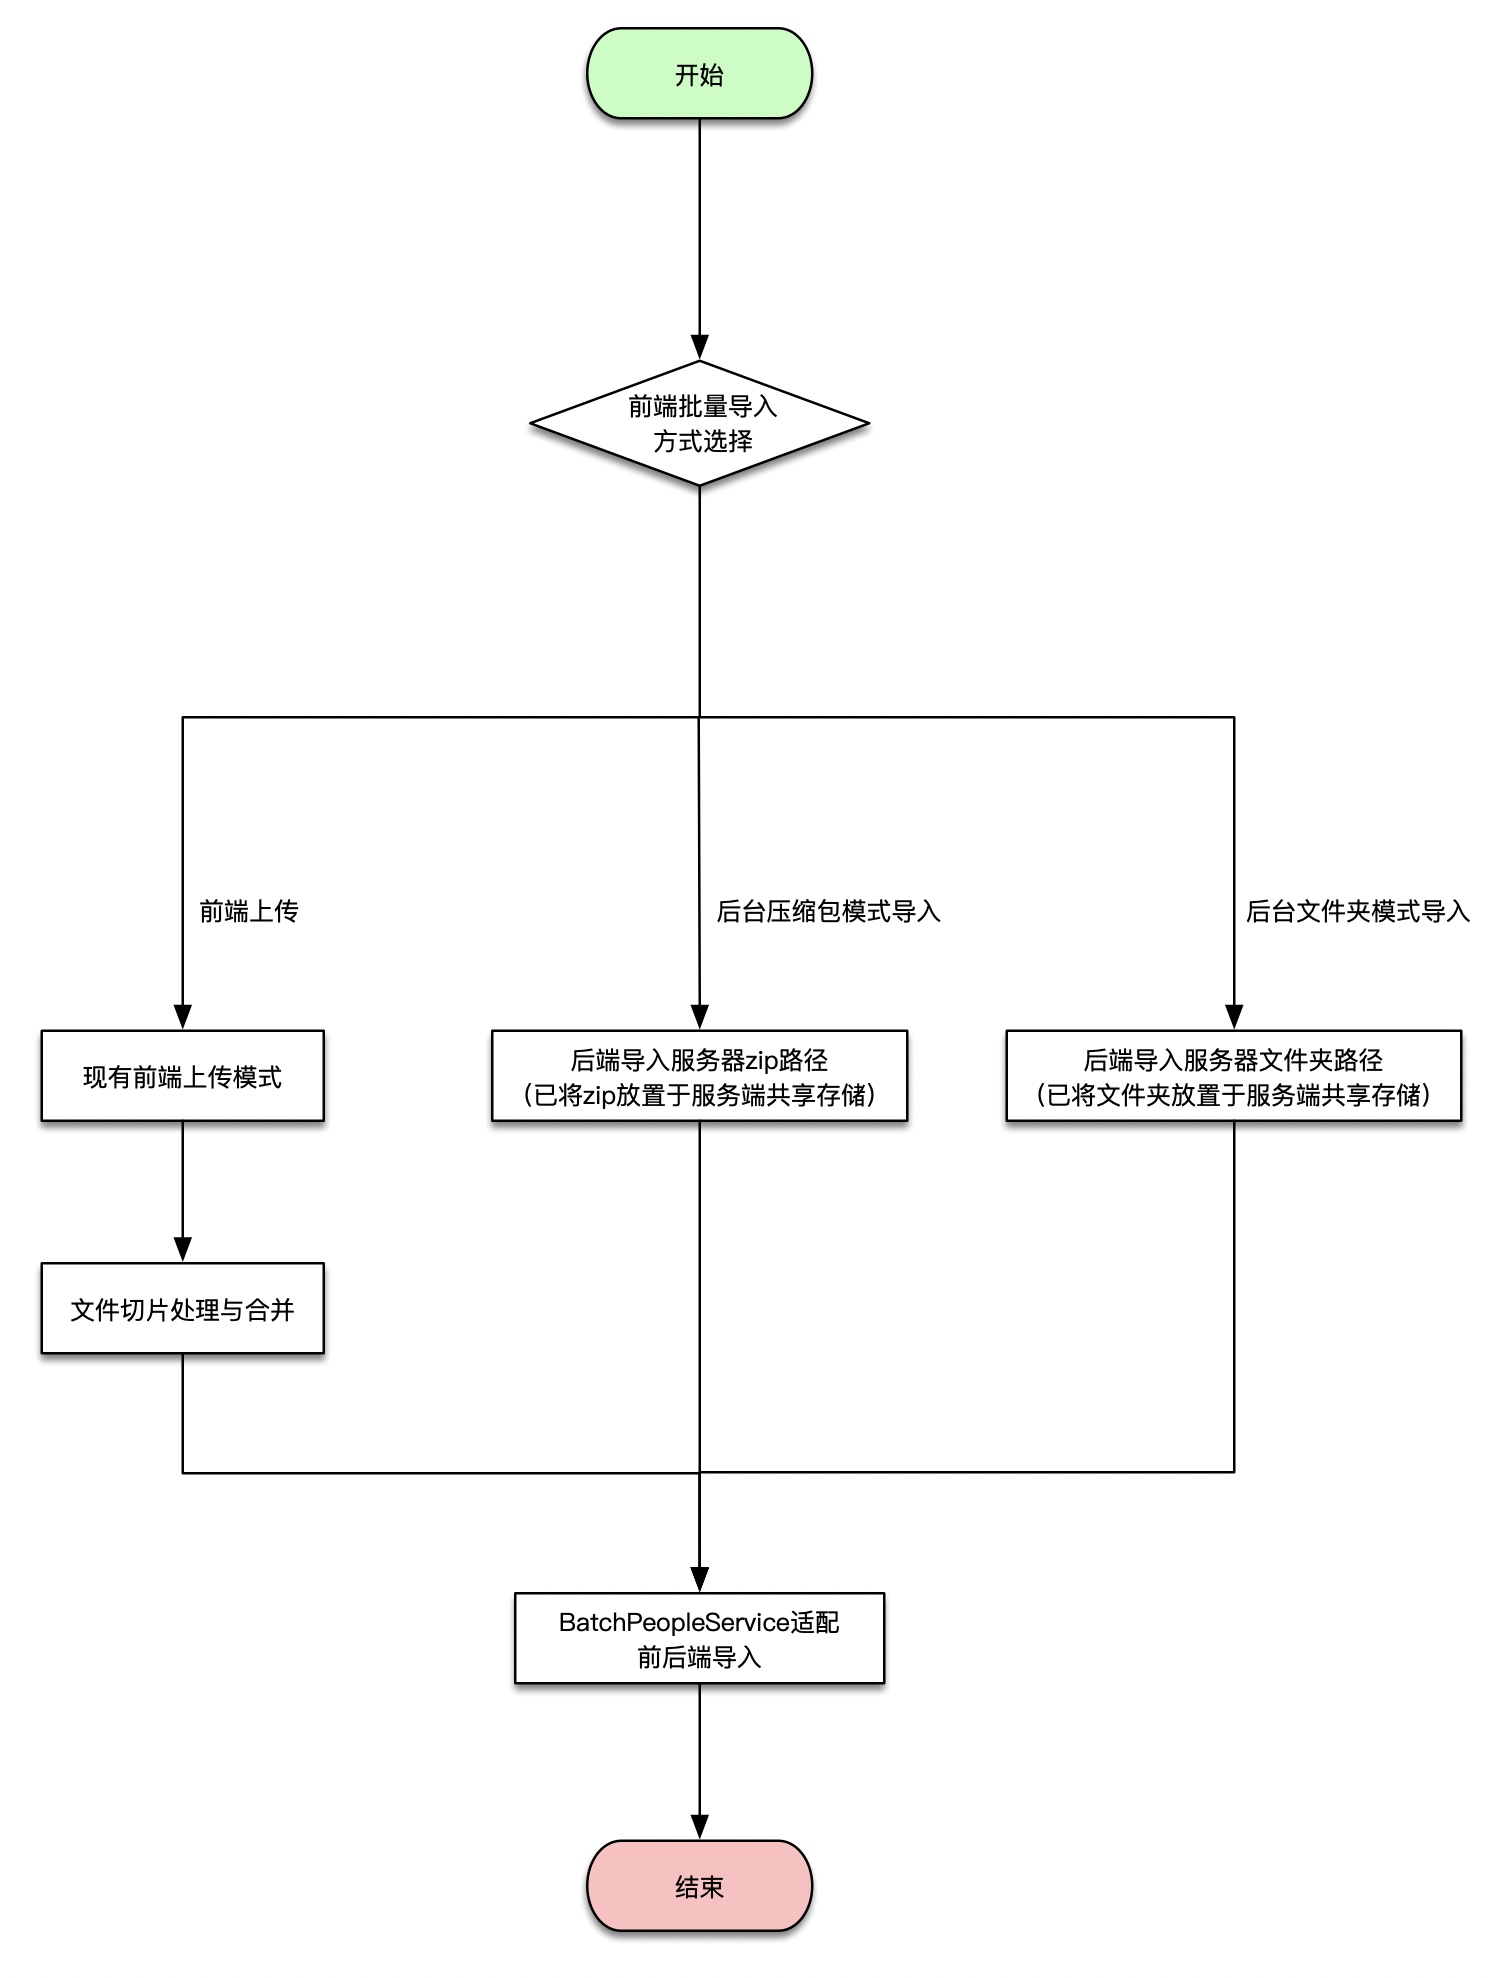 开始
前端批量导入
方式选择
前端上传
后台压缩包模式导入
后台文件夹模式导入
现有前端上传模式
后端导入服务器zip路径
（已将zip放置于服务端共享存储）
后端导入服务器文件夹路径
（已将文件夹放置于服务端共享存储）
文件切片处理与合并
BatchPeopleService适配
前后端导入
结束